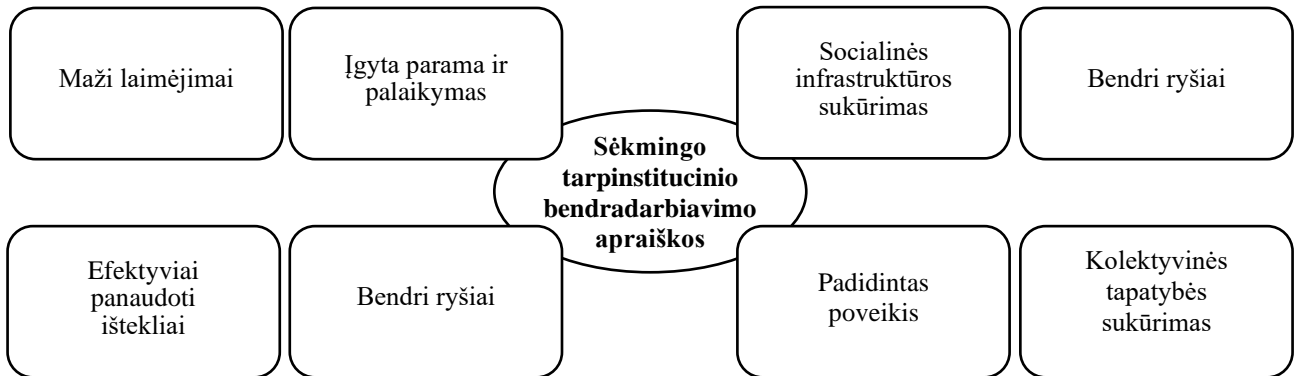 Maži laimėjimai
Įgyta parama ir
palaikymas
Socialinės
infrastruktūros
sukūrimas
Bendri ryšiai
Sėkmingo
tarpinstitucinio
bendradarbiavimo
apraiškos
Efektyviai
panaudoti
ištekliai
Bendri ryšiai
Padidintas
poveikis
Kolektyvinės
tapatybės
sukūrimas